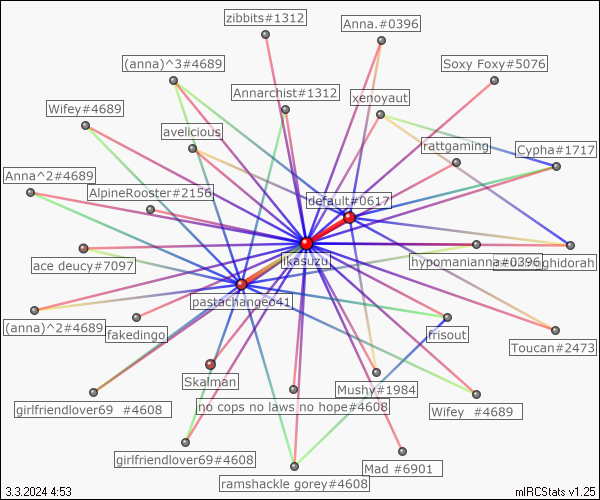 zibbits#1312
Anna.#0396
(anna)^3#4689
Soxy Foxy#5076
Annarchist#1312
xenoyaut
Wifey#4689
avelicious
rattgaming
Cypha#1717
Anna^2#4689
AlpineRooster#2156
default#0617
ikasuzu
hypomanianna#0396
ghidorah
ace deucy#7097
pastachangeo41
(anna)^2#4689
fakedingo
frisout
Toucan#2473
Skalman
Mushy#1984
girlfriendlover69 #4608
no cops no laws no hope#4608
Wifey #4689
girlfriendlover69#4608
Mad #6901
ramshackle gorey#4608
3.3.2024 4:53
mIRCStats v1.25